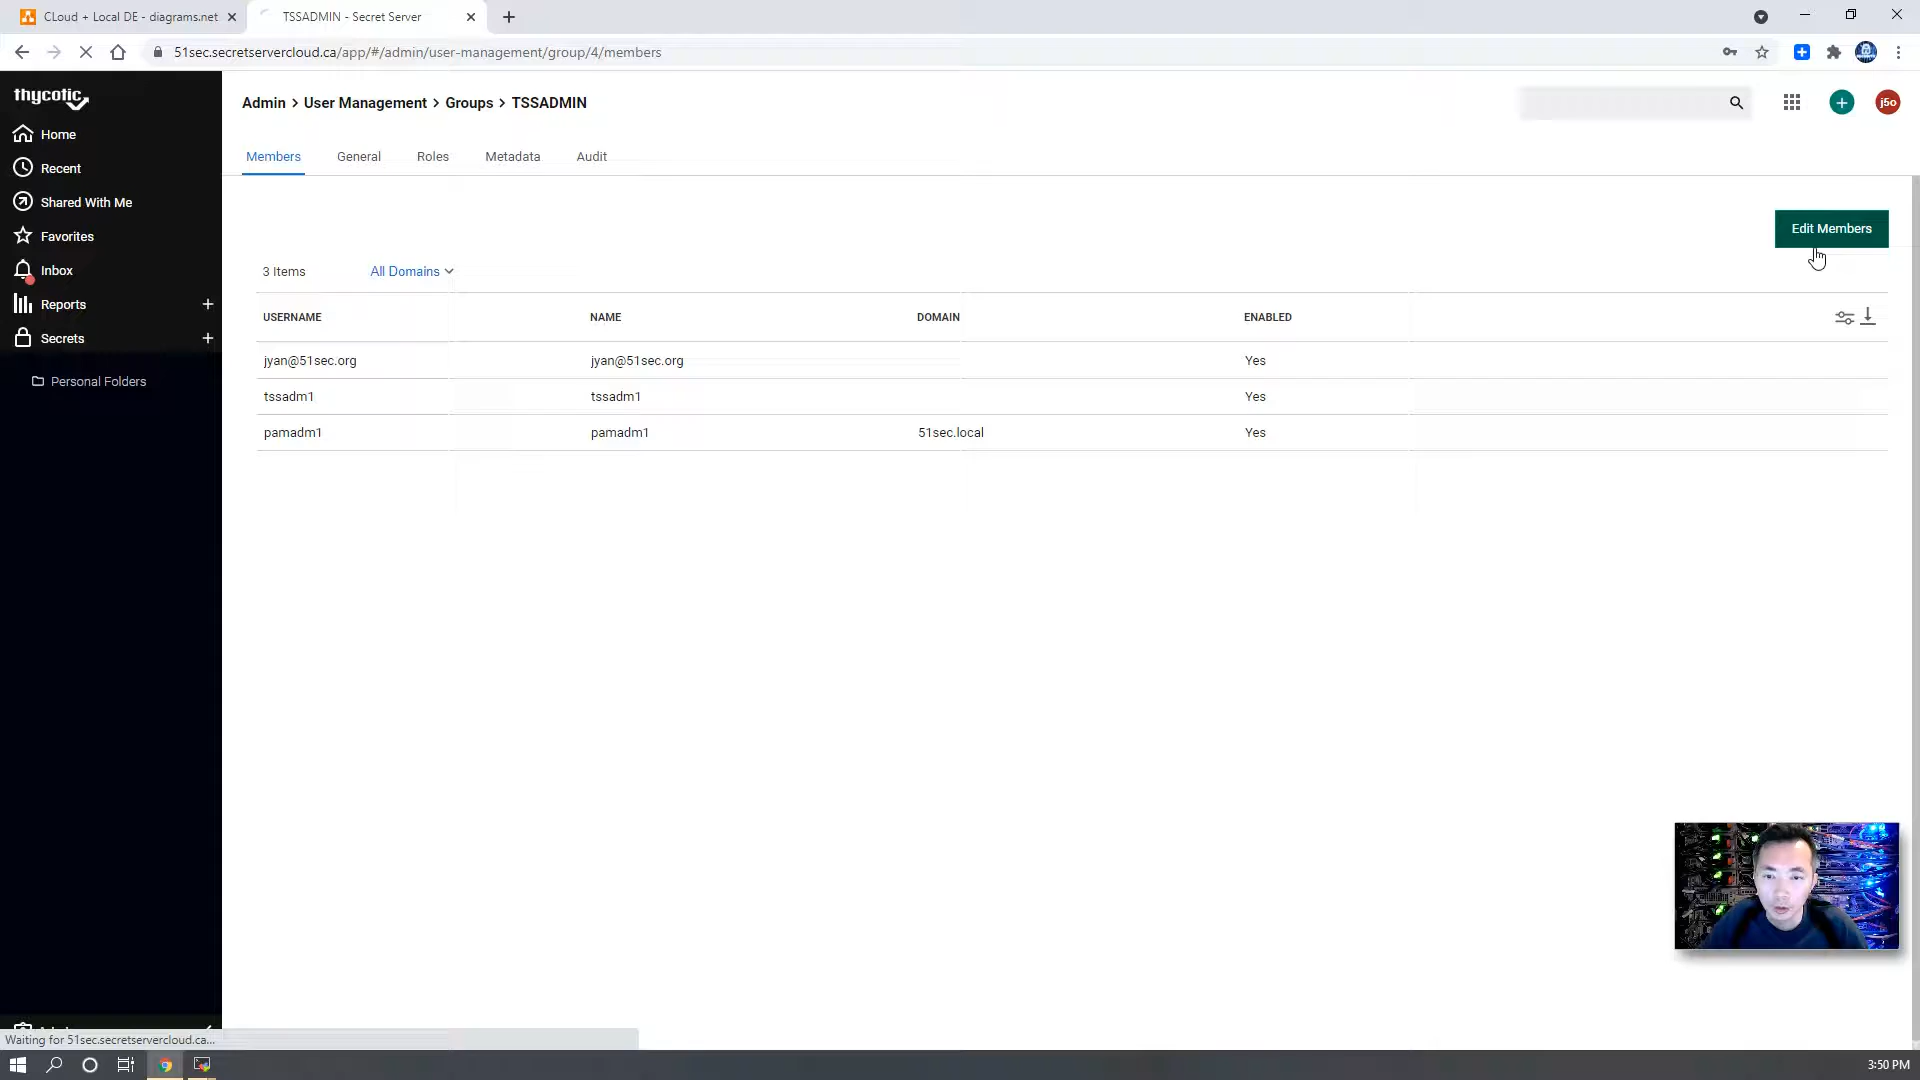 CLoud + Local DE - diagrams.net
TSSADMIN - Secret Server
51sec.secretservercloud.ca/app/#/admin/user-management/group/4/members
thycotic
Admin > User Management > Groups > TSSADMIN
j5o
Home
Members
General
Roles
Metadata
Audit
Recent
Shared With Me
Favorites
Edit Members
Inbox
3 Items
All Domains
Reports
USERNAME
NAME
DOMAIN
ENABLED
Secrets
jyan@51sec.org
jyan@51sec.org
Yes
Personal Folders
tssadm1
tssadm1
Yes
pamadm1
pamadm1
51sec.local
Yes
Waiting for 51sec.secretservercloud.ca...
3:50 PM